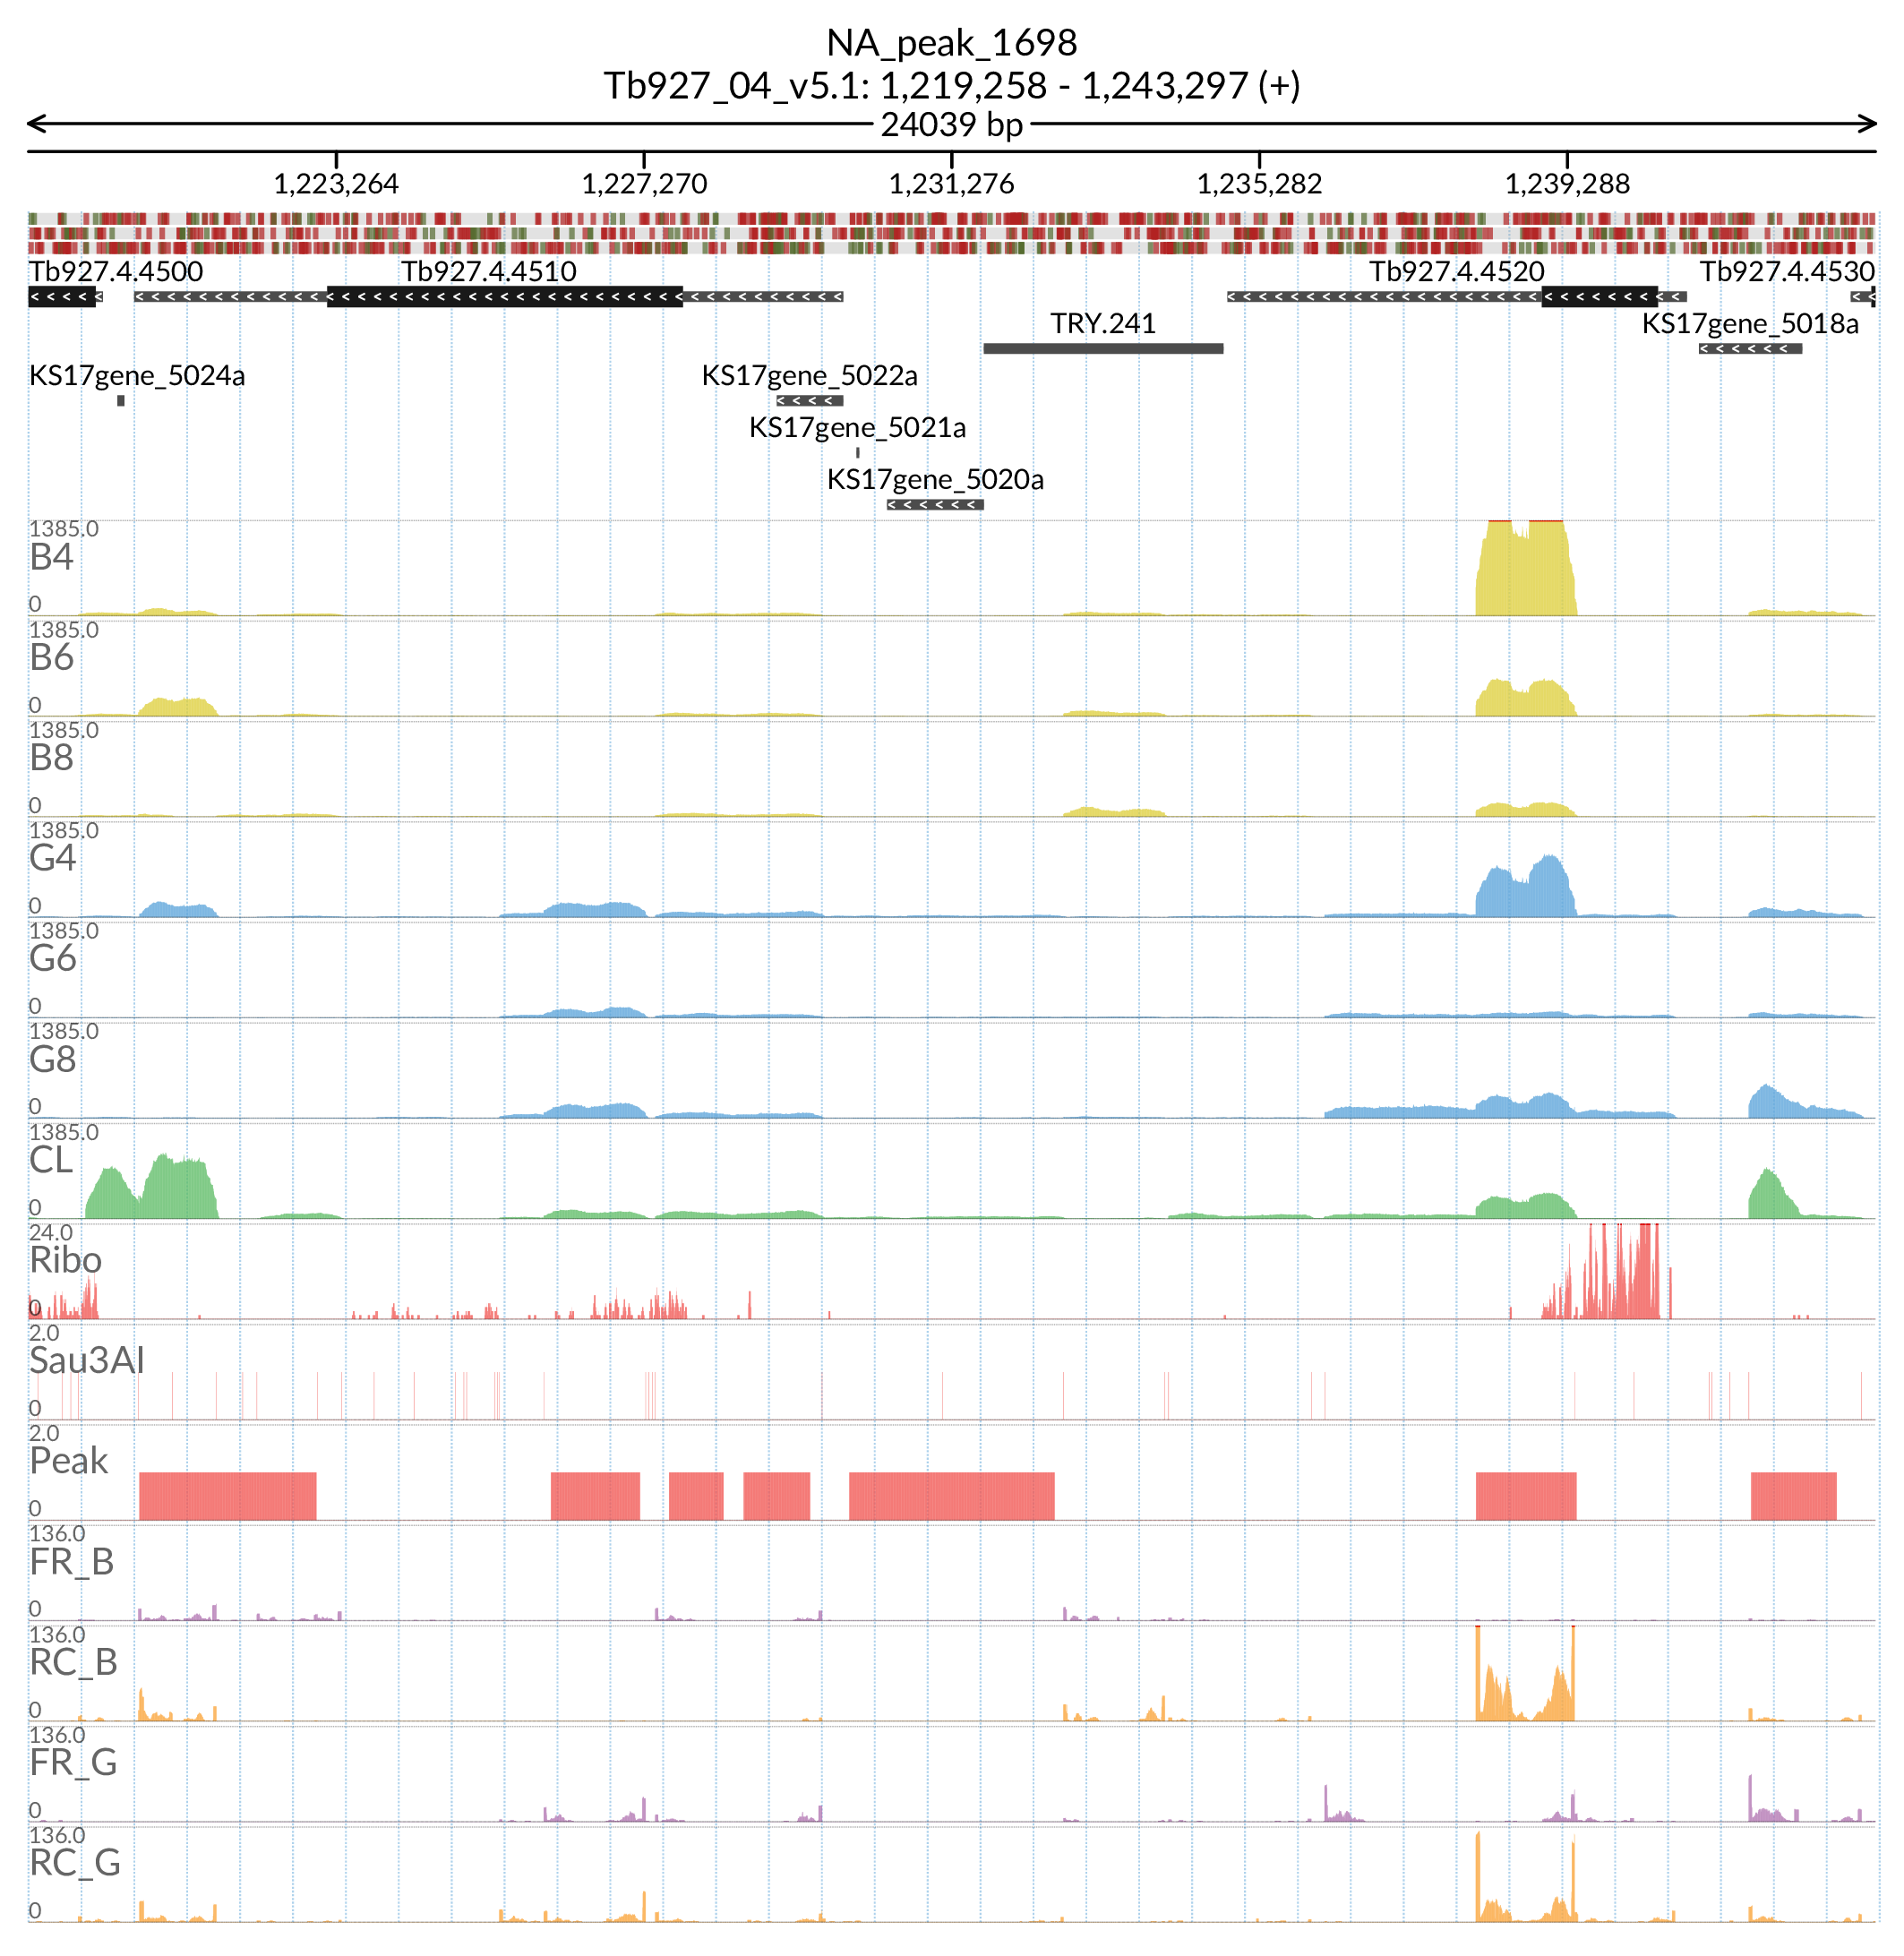 NA_peak_1698
Tb927_04_v5.1: 1,219,258 - 1,243,297 (+)
24039 bp
1,223,264 1,227,270 1,231,276 1,235,282 1,239,288
Tb927.4.4500 Tb927.4.4510 Tb927.4.4520 Tb927.4.4530
TRY.241 KS17gene_5018a
KS17gene_5024a KS17gene_5022a
KS17gene_5021a
KS17gene_5020a
1385.0
B4
0
1385.0
B6
0
1385.0
B8
0
1385.0
G4
0
1385.0
G6
0
1385.0
G8
0
1385.0
CL
0
24.0
Ribo
0
2.0
Sau3AI
0
2.0
Peak
0
136.0
FR_B
0
136.0
RC_B
0
136.0
FR_G
0
136.0
RC_G
0